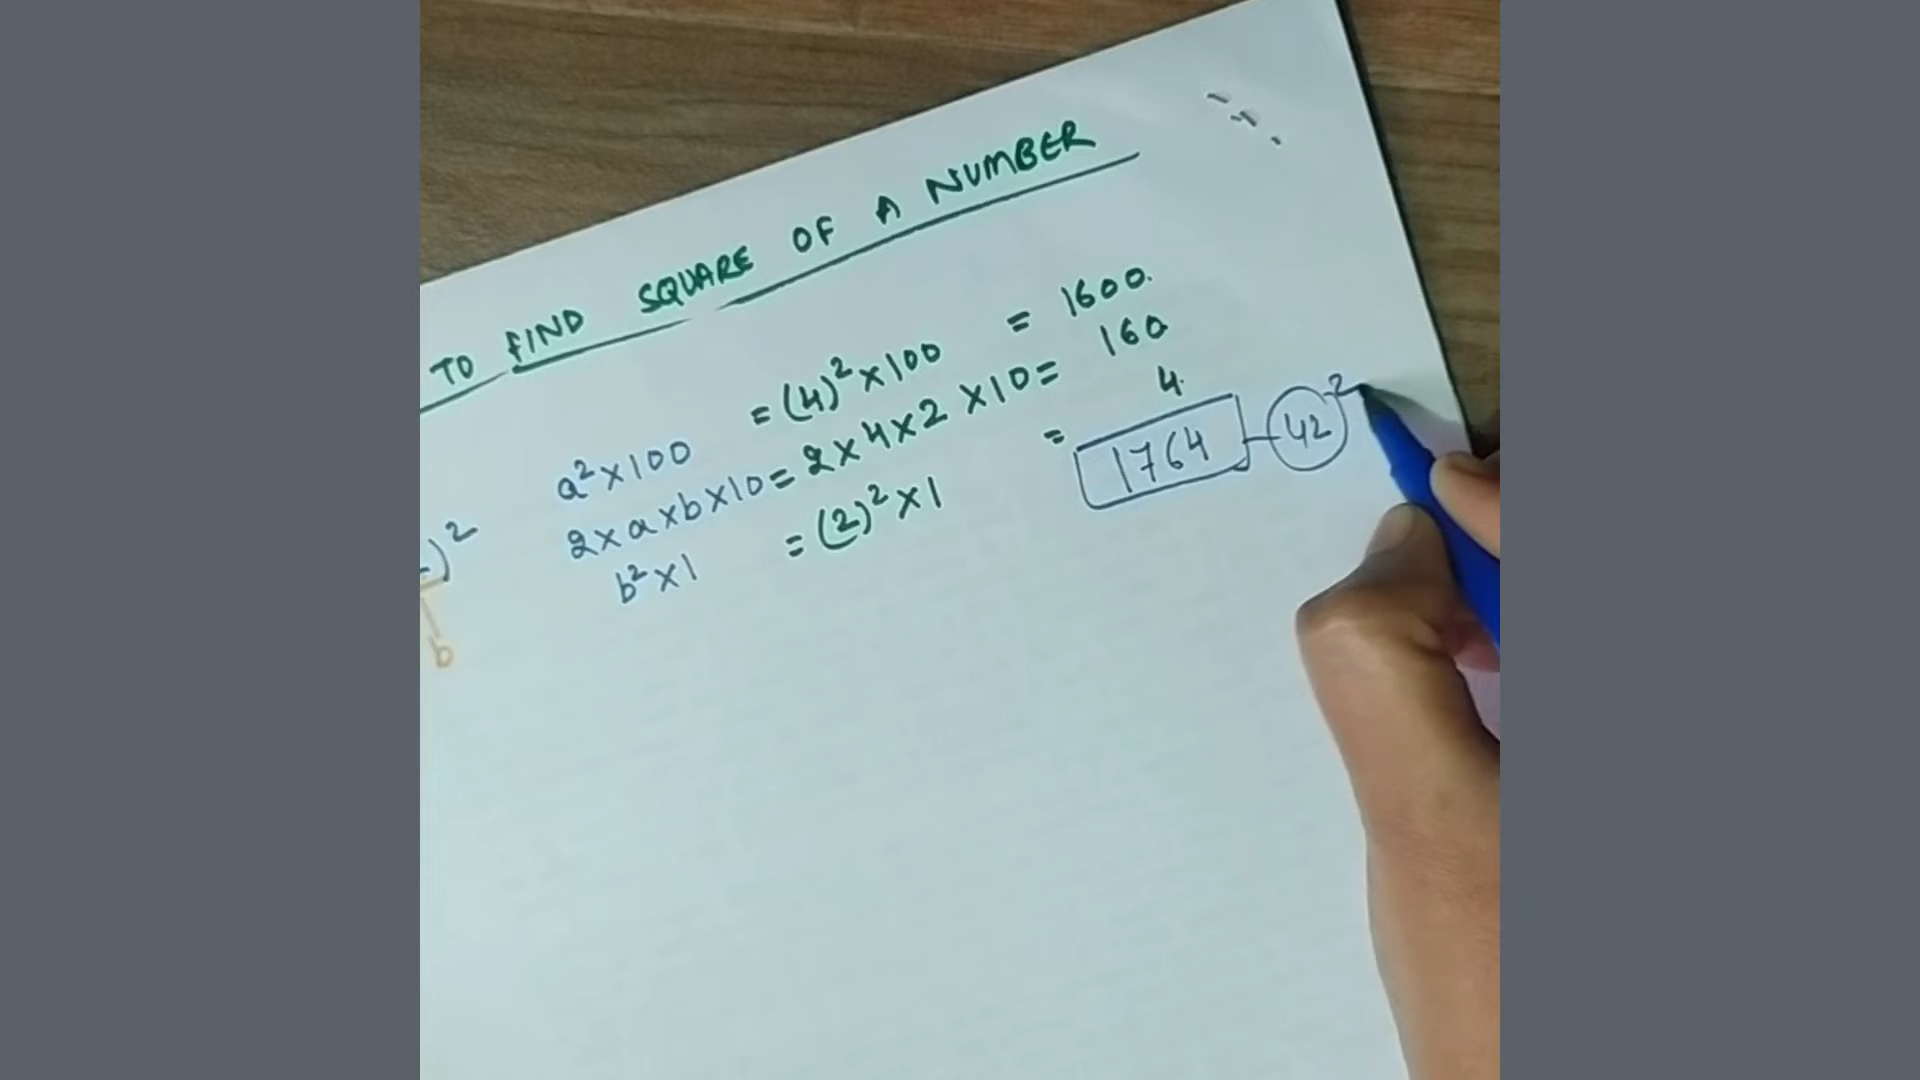 TO FIND SQUARE OF A NUMBER
a² × 100 = (4)² × 100 = 1600.
2 × a × b × 10 = 2 × 4 × 2 × 10 = 160
b² × 1 = (2)² × 1 = 4.
1764 — 42²
)²
b